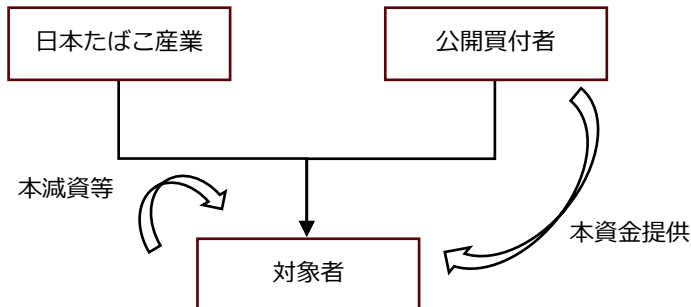 日本たばこ産業
公開買付者
本減資等
本資金提供
対象者